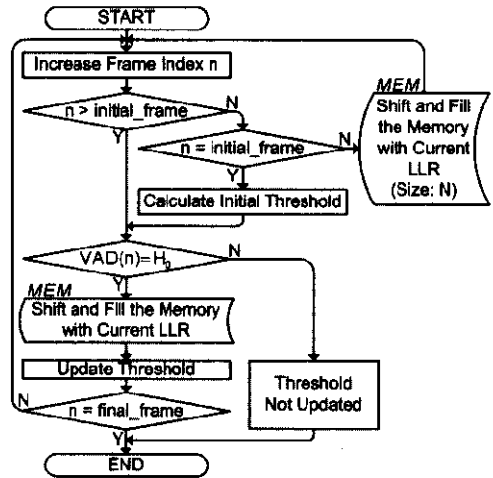 START
Increase Frame Index n
n > initial_frame
N
Y
n = initial_frame
N
Y
MEM
Shift and Fill
the Memory
with Current
LLR
(Size: N)
Calculate Initial Threshold
VAD(n)=H₀
N
Y
MEM
Shift and Fill the Memory
with Current LLR
Update Threshold
Threshold
Not Updated
N
n = final_frame
Y
END